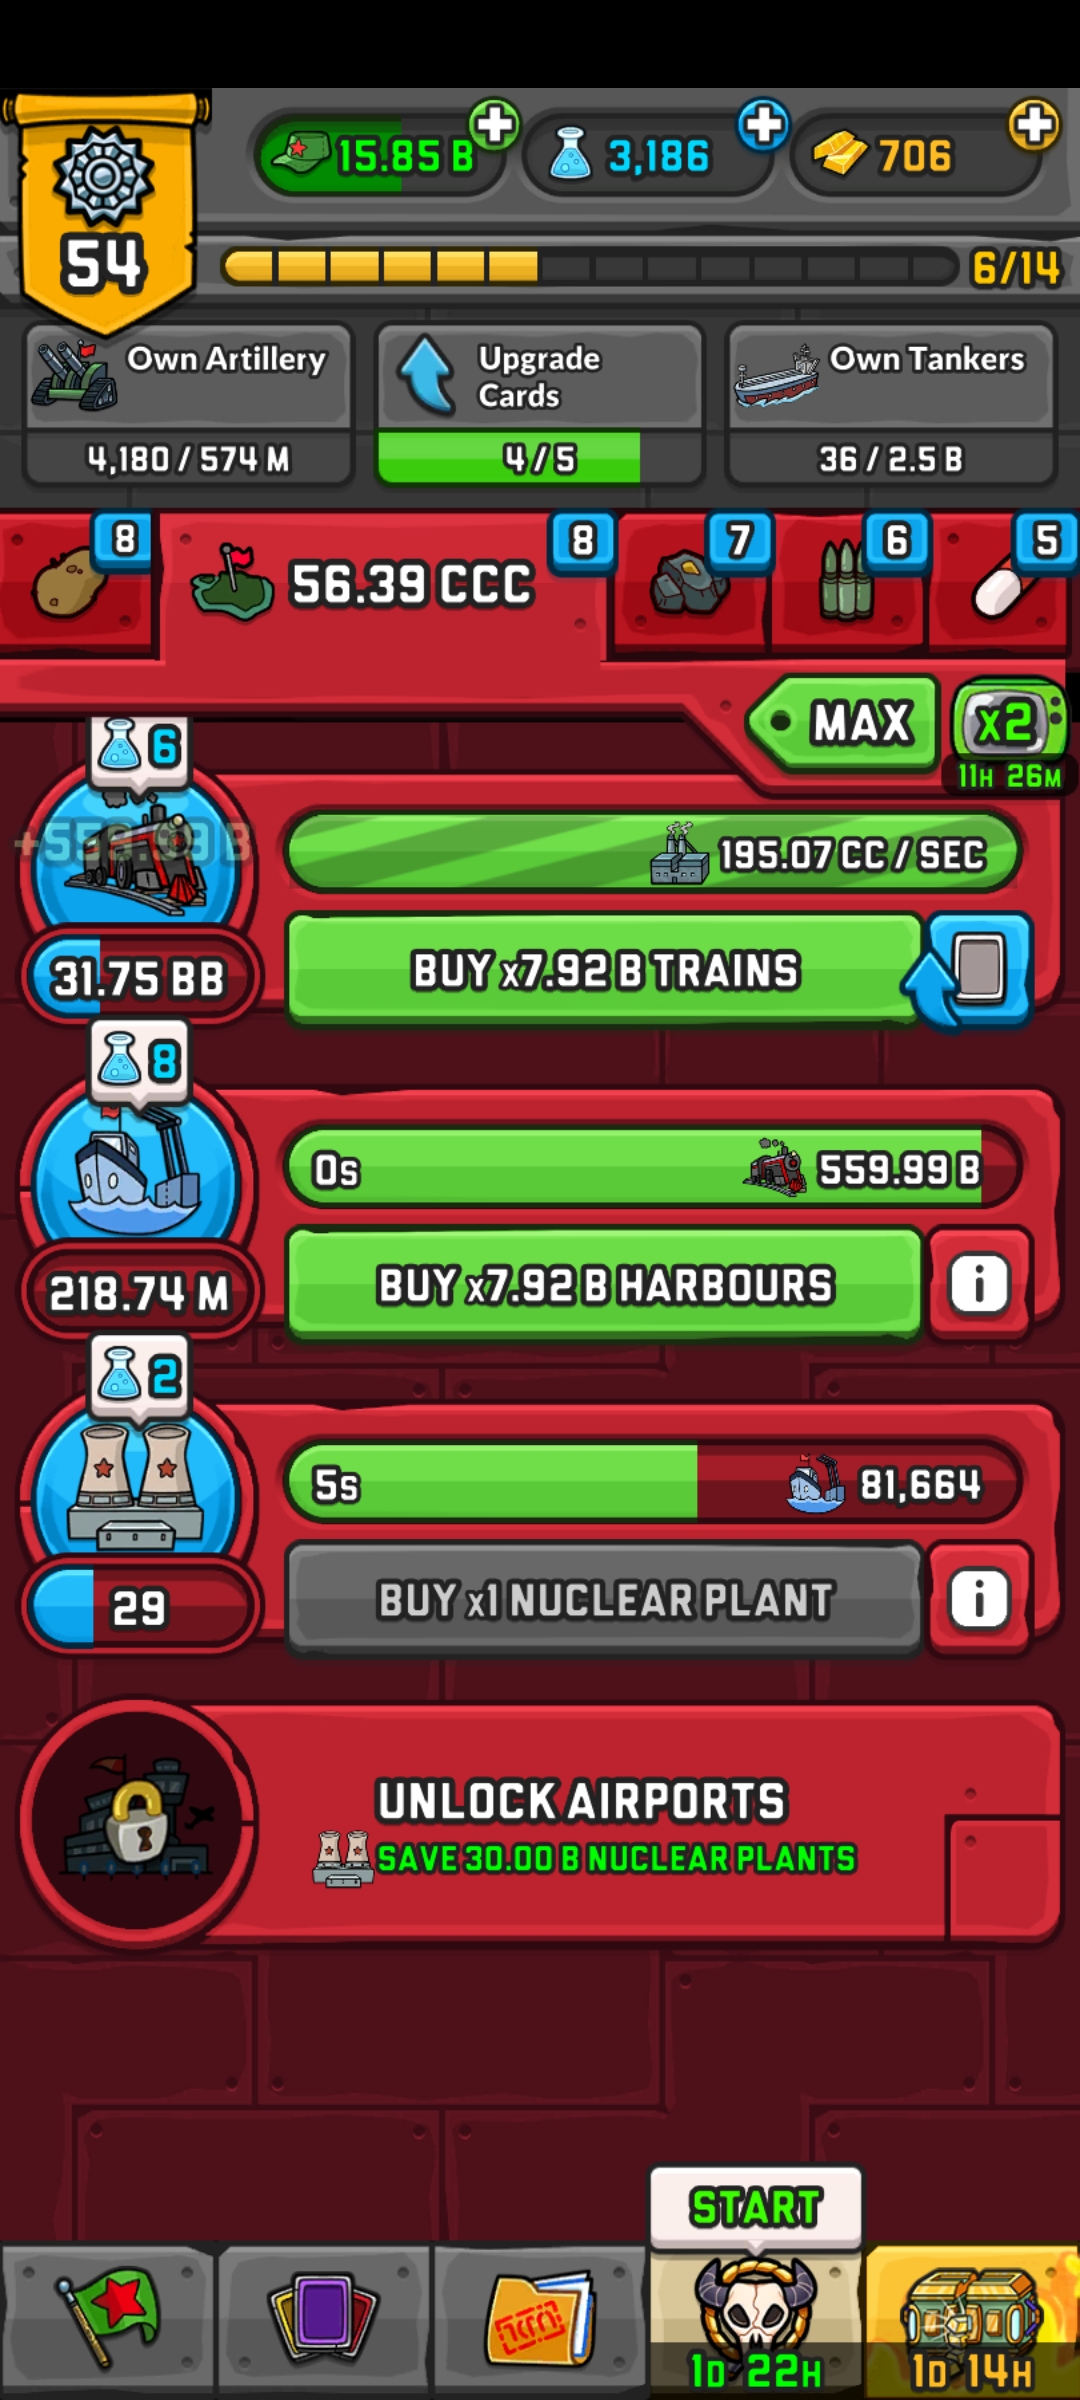 54
15.85 B
3,186
706
6/14
Own Artillery
4,180 / 574 M
Upgrade
Cards
4/5
Own Tankers
36 / 2.5 B
8
56.39 CCC
8
7
6
5
MAX
x2
11H 26M
6
+559.99 B
195.07 CC / SEC
31.75 BB
BUY x7.92 B TRAINS
8
0s
559.99 B
218.74 M
BUY x7.92 B HARBOURS
i
2
5s
81,664
29
BUY x1 NUCLEAR PLANT
i
UNLOCK AIRPORTS
SAVE 30.00 B NUCLEAR PLANTS
START
1D 22H
1D 14H